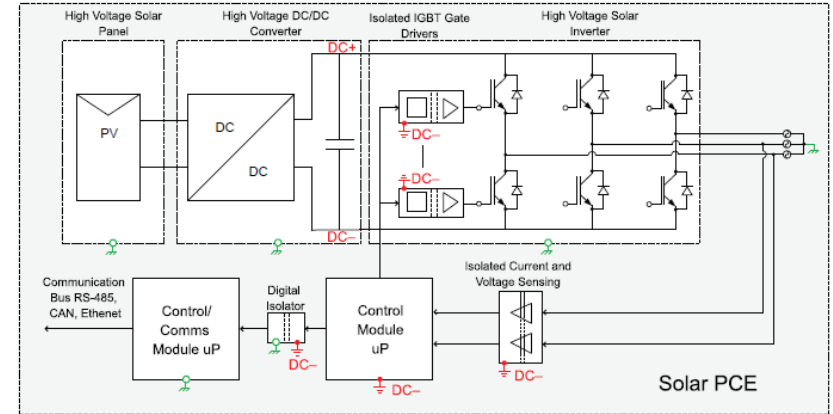 High Voltage Solar
Panel
High Voltage DC/DC
Converter
Isolated IGBT Gate
Drivers
High Voltage Solar
Inverter
DC+
PV
DC
DC
DC–
DC–
DC–
Isolated Current and
Voltage Sensing
Communication
Bus RS-485,
CAN, Ethenet
Control/
Comms
Module uP
Digital
Isolator
DC–
Control
Module
uP
DC–
DC–
Solar PCE